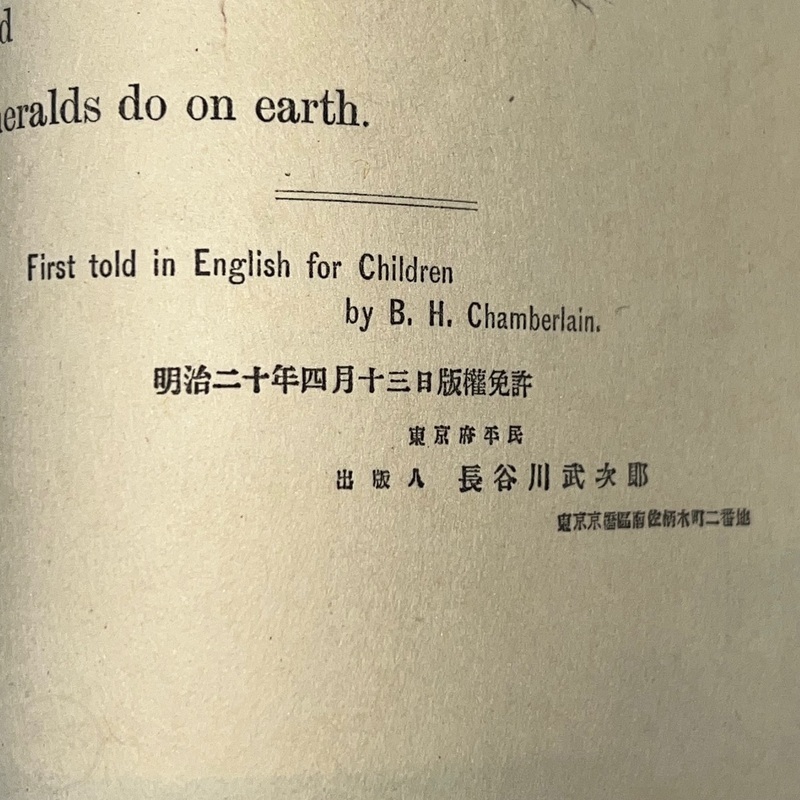 d
eralds do on earth.
First told in English for Children
by B. H. Chamberlain.
明治二十年四月十三日版權免許
東京府平民
出版人 長谷川武次郎
東京京橋區南佐柄木町二番地